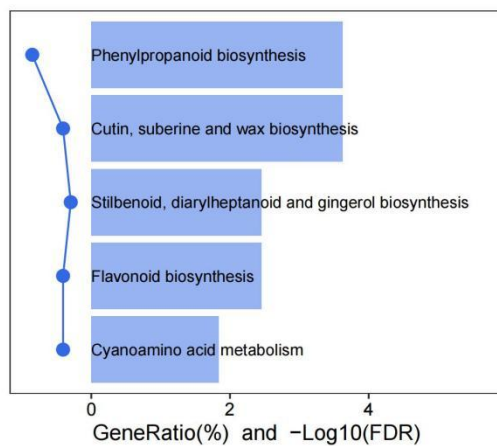 Phenylpropanoid biosynthesis
Cutin, suberine and wax biosynthesis
Stilbenoid, diarylheptanoid and gingerol biosynthesis
Flavonoid biosynthesis
Cyanoamino acid metabolism
0 2 4
GeneRatio(%) and −Log10(FDR)